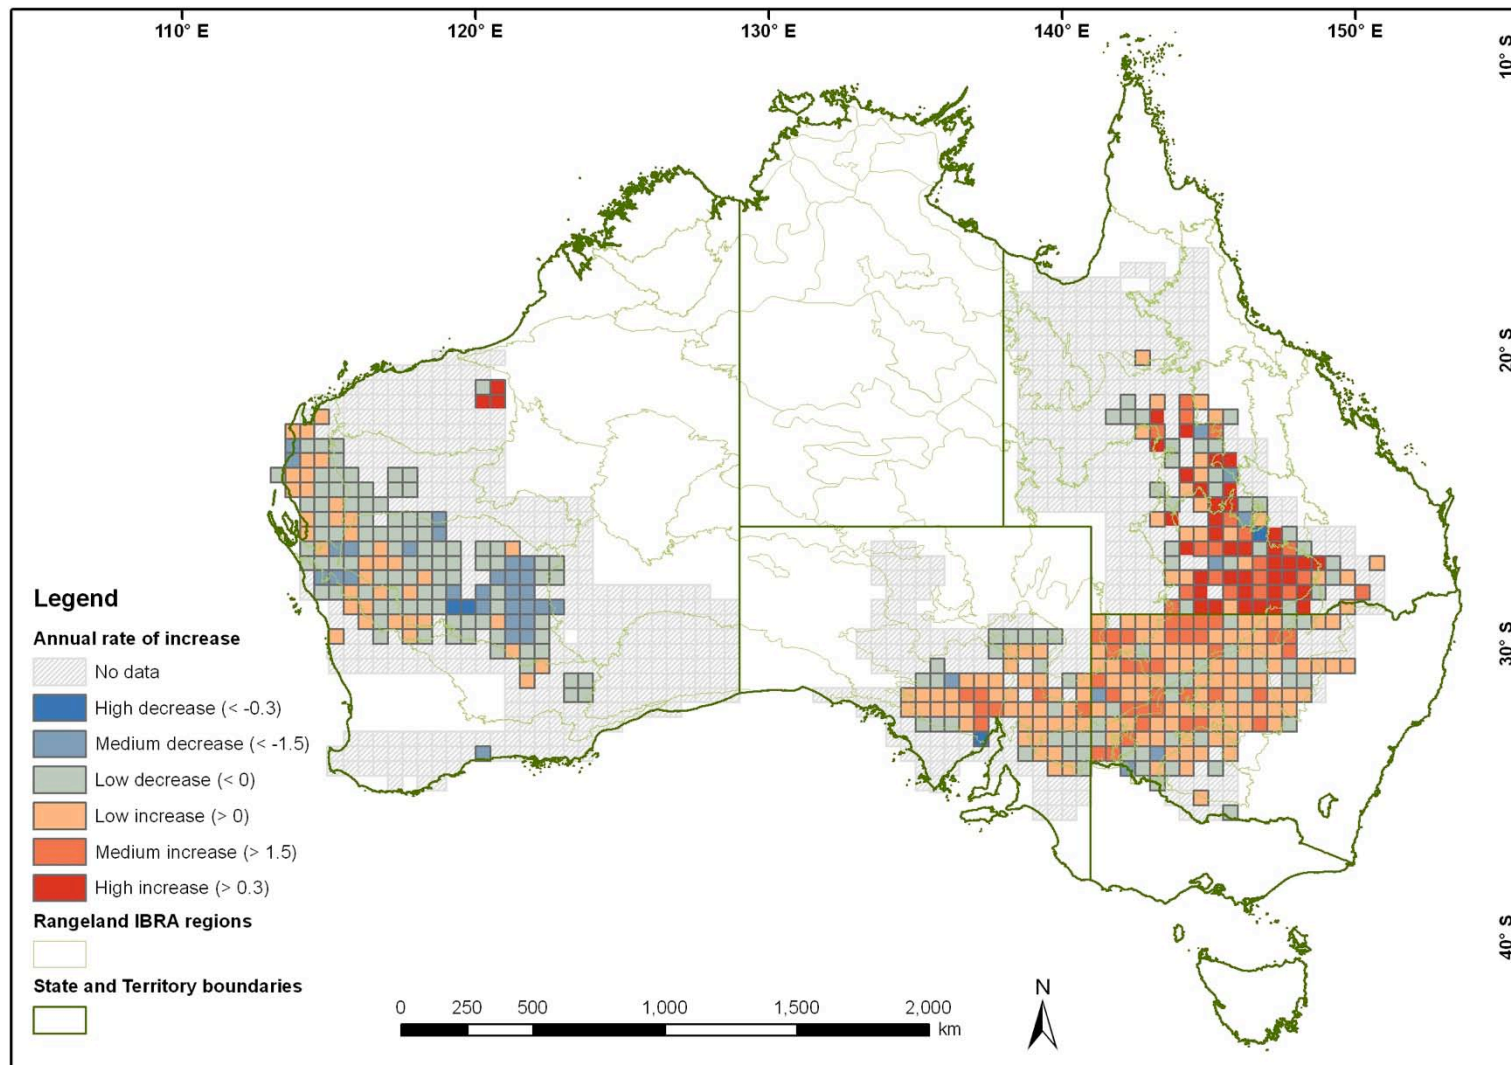 110° E 120° E 130° E 140° E 150° E
10° S
20° S
30° S
40° S
Legend
Annual rate of increase
No data
High decrease (< -0.3)
Medium decrease (< -1.5)
Low decrease (< 0)
Low increase (> 0)
Medium increase (> 1.5)
High increase (> 0.3)
Rangeland IBRA regions
State and Territory boundaries
0 250 500 1,000 1,500 2,000
km
N